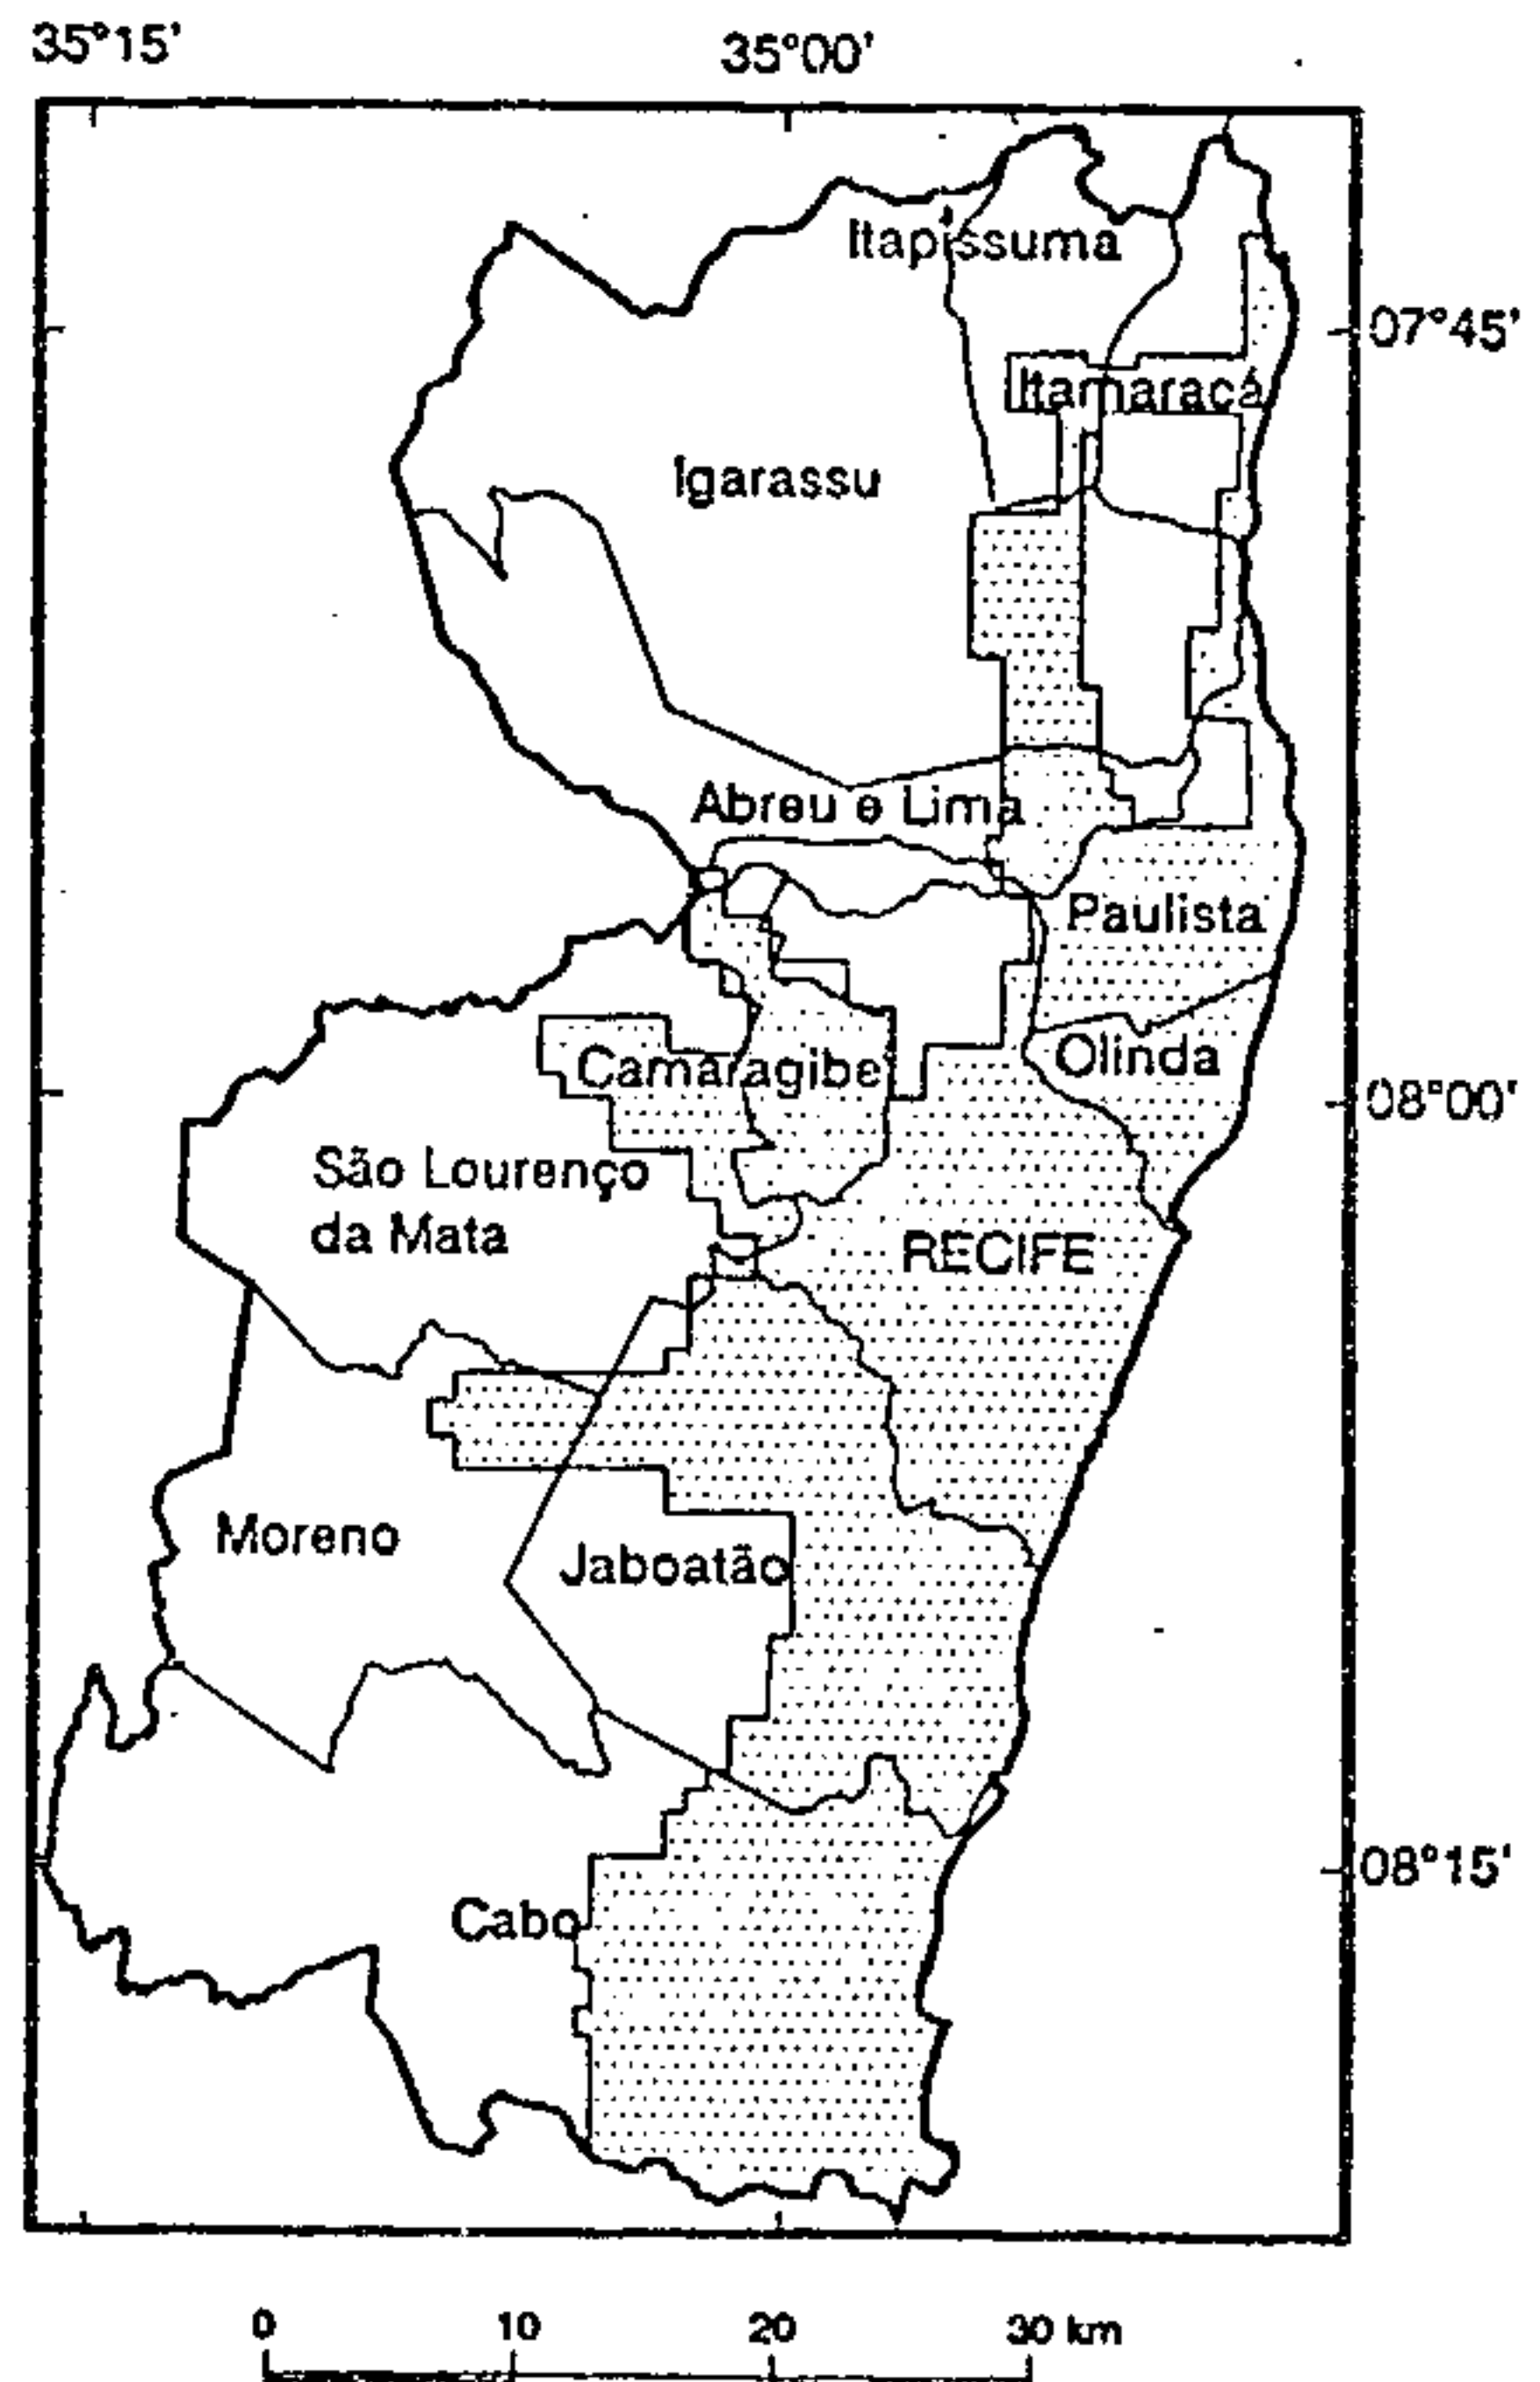 35°15' 35°00'
Itapissuma
07°45'
Itamaracá
Igarassu
Abreu e Lima
Paulista
Olinda
Camaragibe
08°00'
São Lourenço
da Mata
RECIFE
Moreno
Jaboatão
08°15'
Cabo
0 10 20 30 km